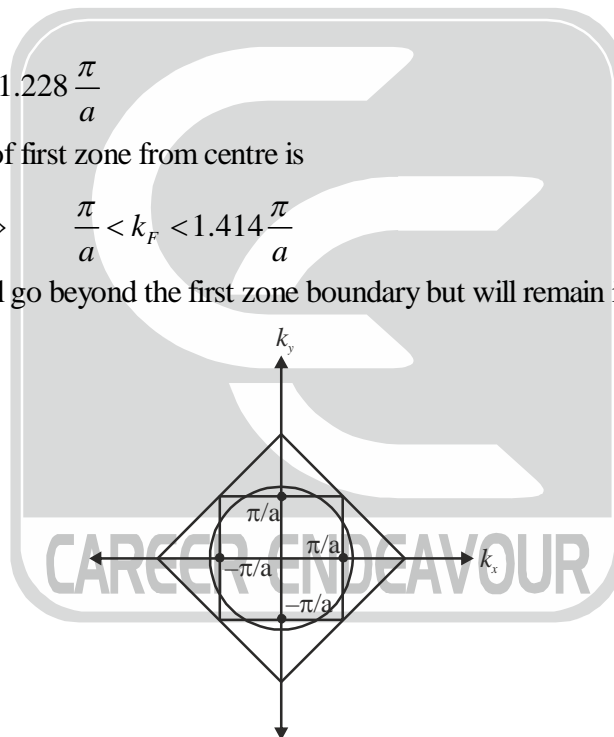 1.228 π/a
of first zone from centre is
π/a < k_F < 1.414 π/a
go beyond the first zone boundary but will remain
k_y
π/a
π/a
–π/a
k_x
–π/a
CAREER ENDEAVOUR